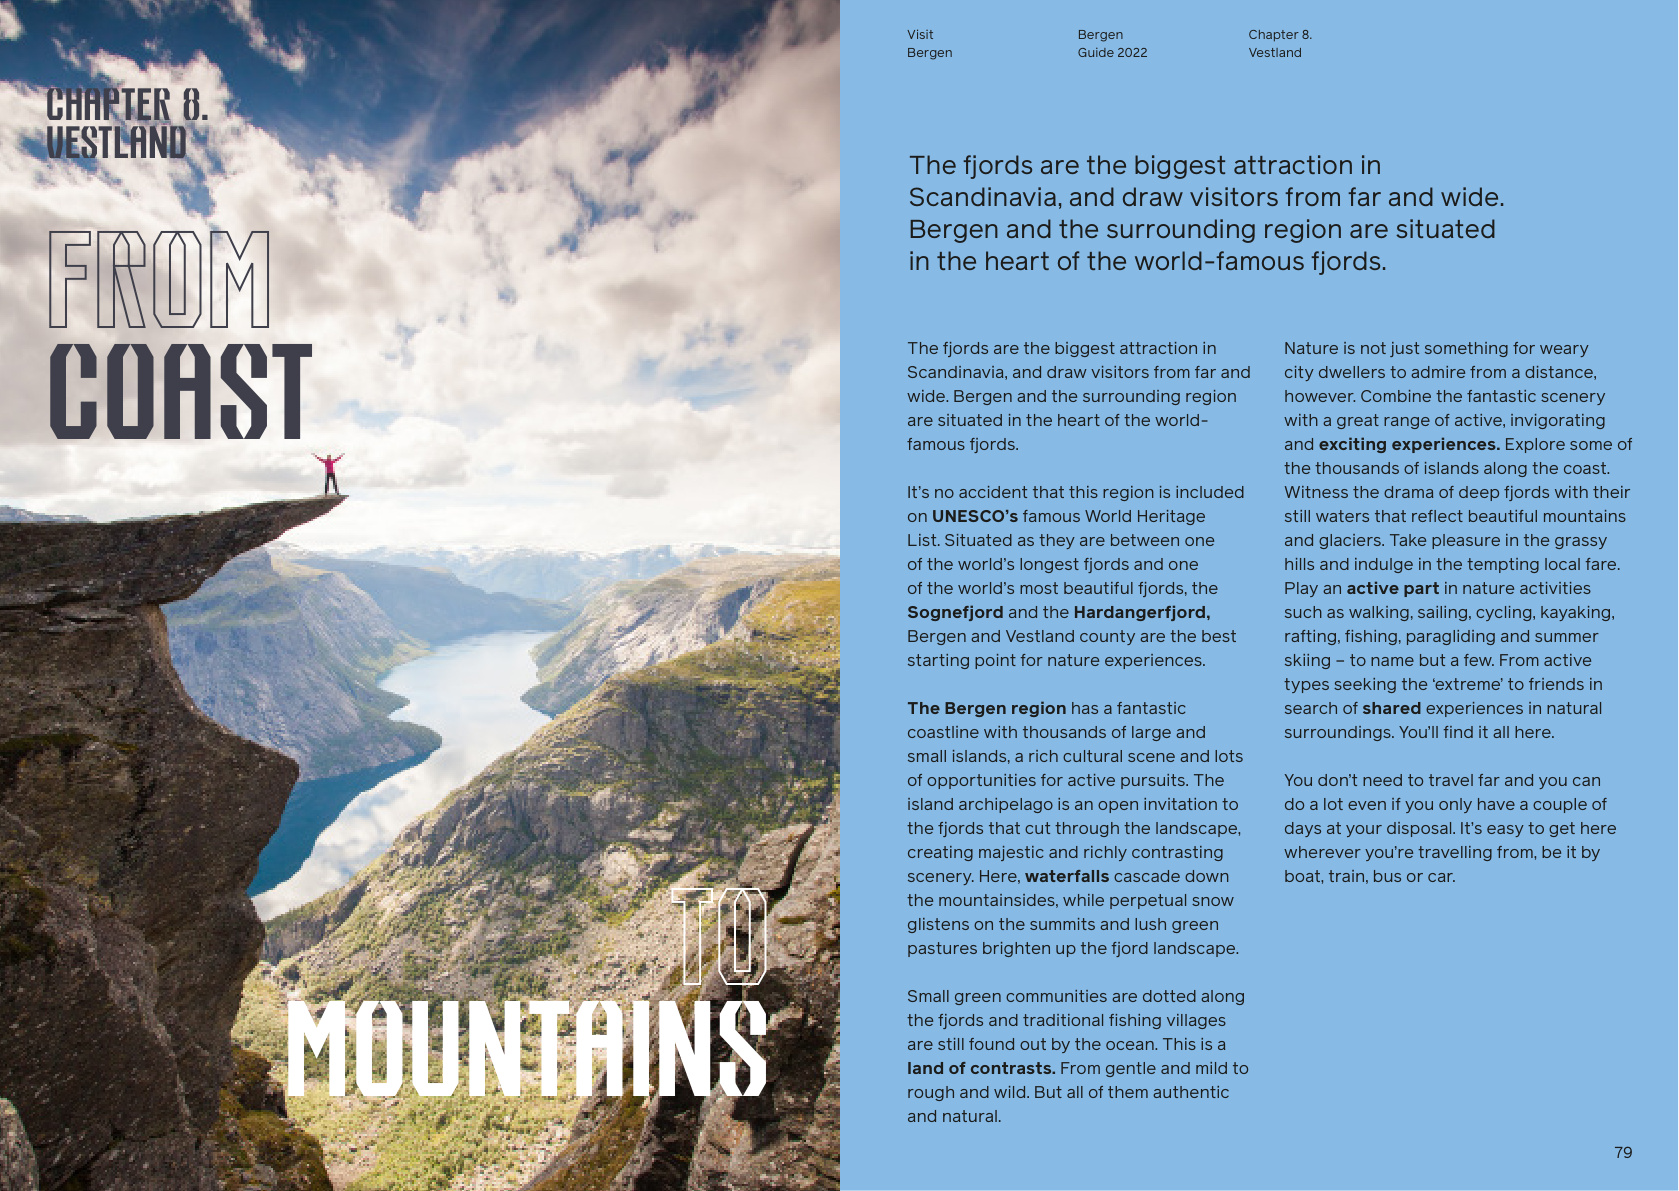 CHAPTER 8.
VESTLAND
FROM
COAST
TO
MOUNTAINS
Visit
Bergen
Bergen
Guide 2022
Chapter 8.
Vestland
The fjords are the biggest attraction in
Scandinavia, and draw visitors from far and wide.
Bergen and the surrounding region are situated
in the heart of the world-famous fjords.
The fjords are the biggest attraction in
Scandinavia, and draw visitors from far and
wide. Bergen and the surrounding region
are situated in the heart of the world-
famous fjords.
It’s no accident that this region is included
on UNESCO’s famous World Heritage
List. Situated as they are between one
of the world’s longest fjords and one
of the world’s most beautiful fjords, the
Sognefjord and the Hardangerfjord,
Bergen and Vestland county are the best
starting point for nature experiences.
The Bergen region has a fantastic
coastline with thousands of large and
small islands, a rich cultural scene and lots
of opportunities for active pursuits. The
island archipelago is an open invitation to
the fjords that cut through the landscape,
creating majestic and richly contrasting
scenery. Here, waterfalls cascade down
the mountainsides, while perpetual snow
glistens on the summits and lush green
pastures brighten up the fjord landscape.
Small green communities are dotted along
the fjords and traditional fishing villages
are still found out by the ocean. This is a
land of contrasts. From gentle and mild to
rough and wild. But all of them authentic
and natural.
Nature is not just something for weary
city dwellers to admire from a distance,
however. Combine the fantastic scenery
with a great range of active, invigorating
and exciting experiences. Explore some of
the thousands of islands along the coast.
Witness the drama of deep fjords with their
still waters that reflect beautiful mountains
and glaciers. Take pleasure in the grassy
hills and indulge in the tempting local fare.
Play an active part in nature activities
such as walking, sailing, cycling, kayaking,
rafting, fishing, paragliding and summer
skiing – to name but a few. From active
types seeking the ‘extreme’ to friends in
search of shared experiences in natural
surroundings. You’ll find it all here.
You don’t need to travel far and you can
do a lot even if you only have a couple of
days at your disposal. It’s easy to get here
wherever you’re travelling from, be it by
boat, train, bus or car.
79